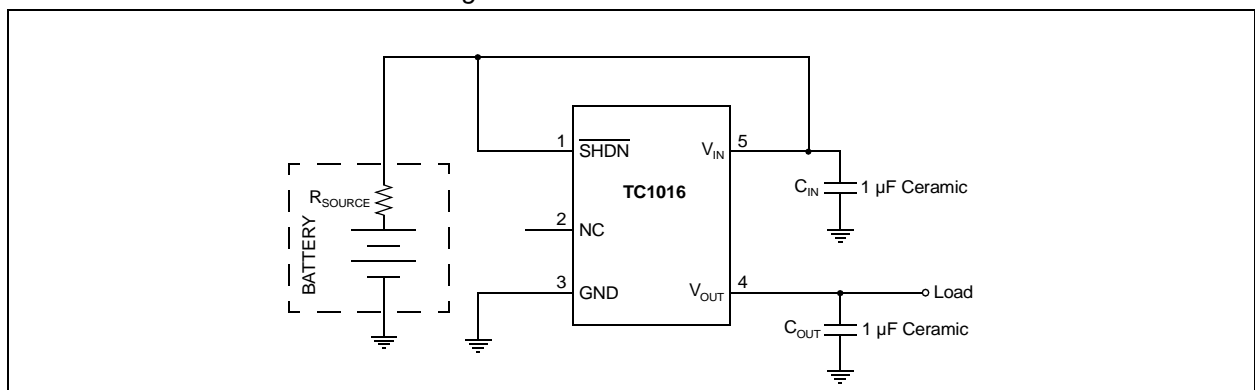 1 SHDN
V_IN 5
TC1016
C_IN 1 µF Ceramic
R_SOURCE
BATTERY
2 NC
3 GND
V_OUT 4
Load
C_OUT 1 µF Ceramic